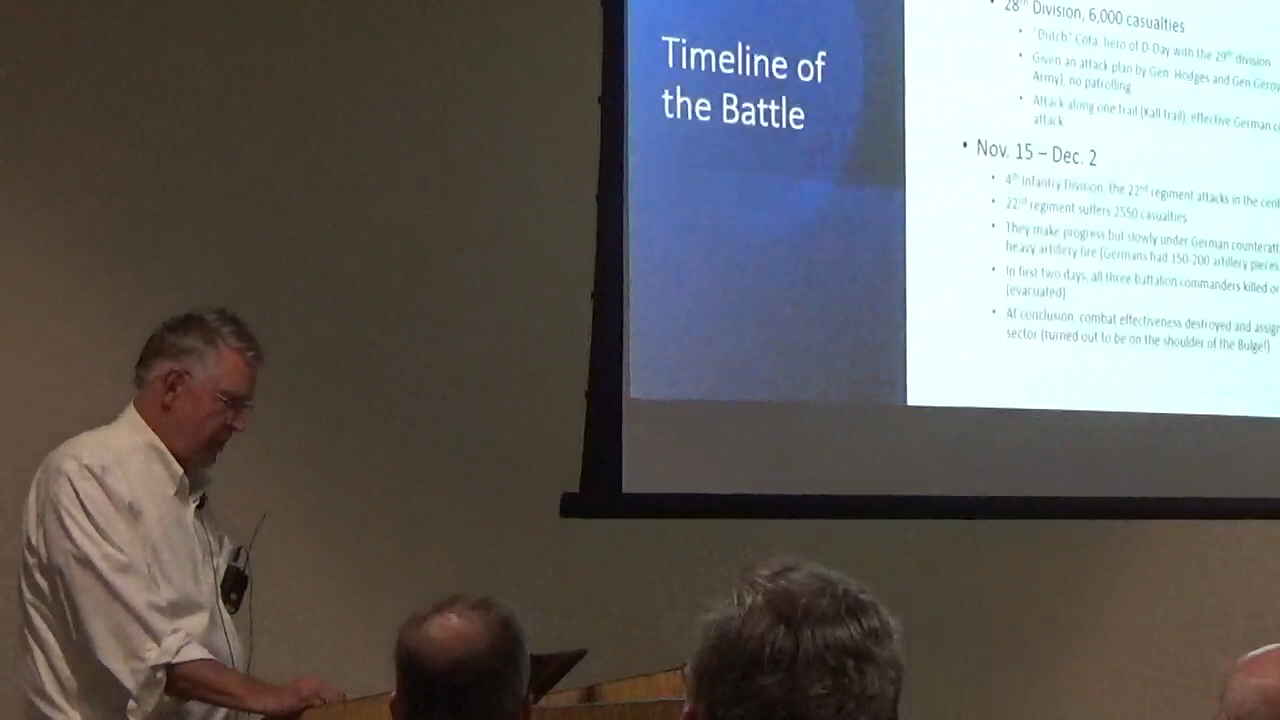 Timeline of
the Battle
28th Division, 6,000 casualties
"Dutch" Cota, hero of D-Day with the 29th division
Given an attack plan by Gen. Hodges and Gen Gerow
Army), no patrolling
Attack along one trail (Kall trail), effective German
attack
Nov. 15 – Dec. 2
4th Infantry Division, the 22nd regiment attacks in the
22nd regiment suffers 2550 casualties
They make progress but slowly under German
heavy artillery fire (Germans had 150-200 artillery pieces
In first two days, all three battalion commanders killed or
(evacuated)
At conclusion, combat effectiveness destroyed and
sector (turned out to be on the shoulder of the Bulge!)